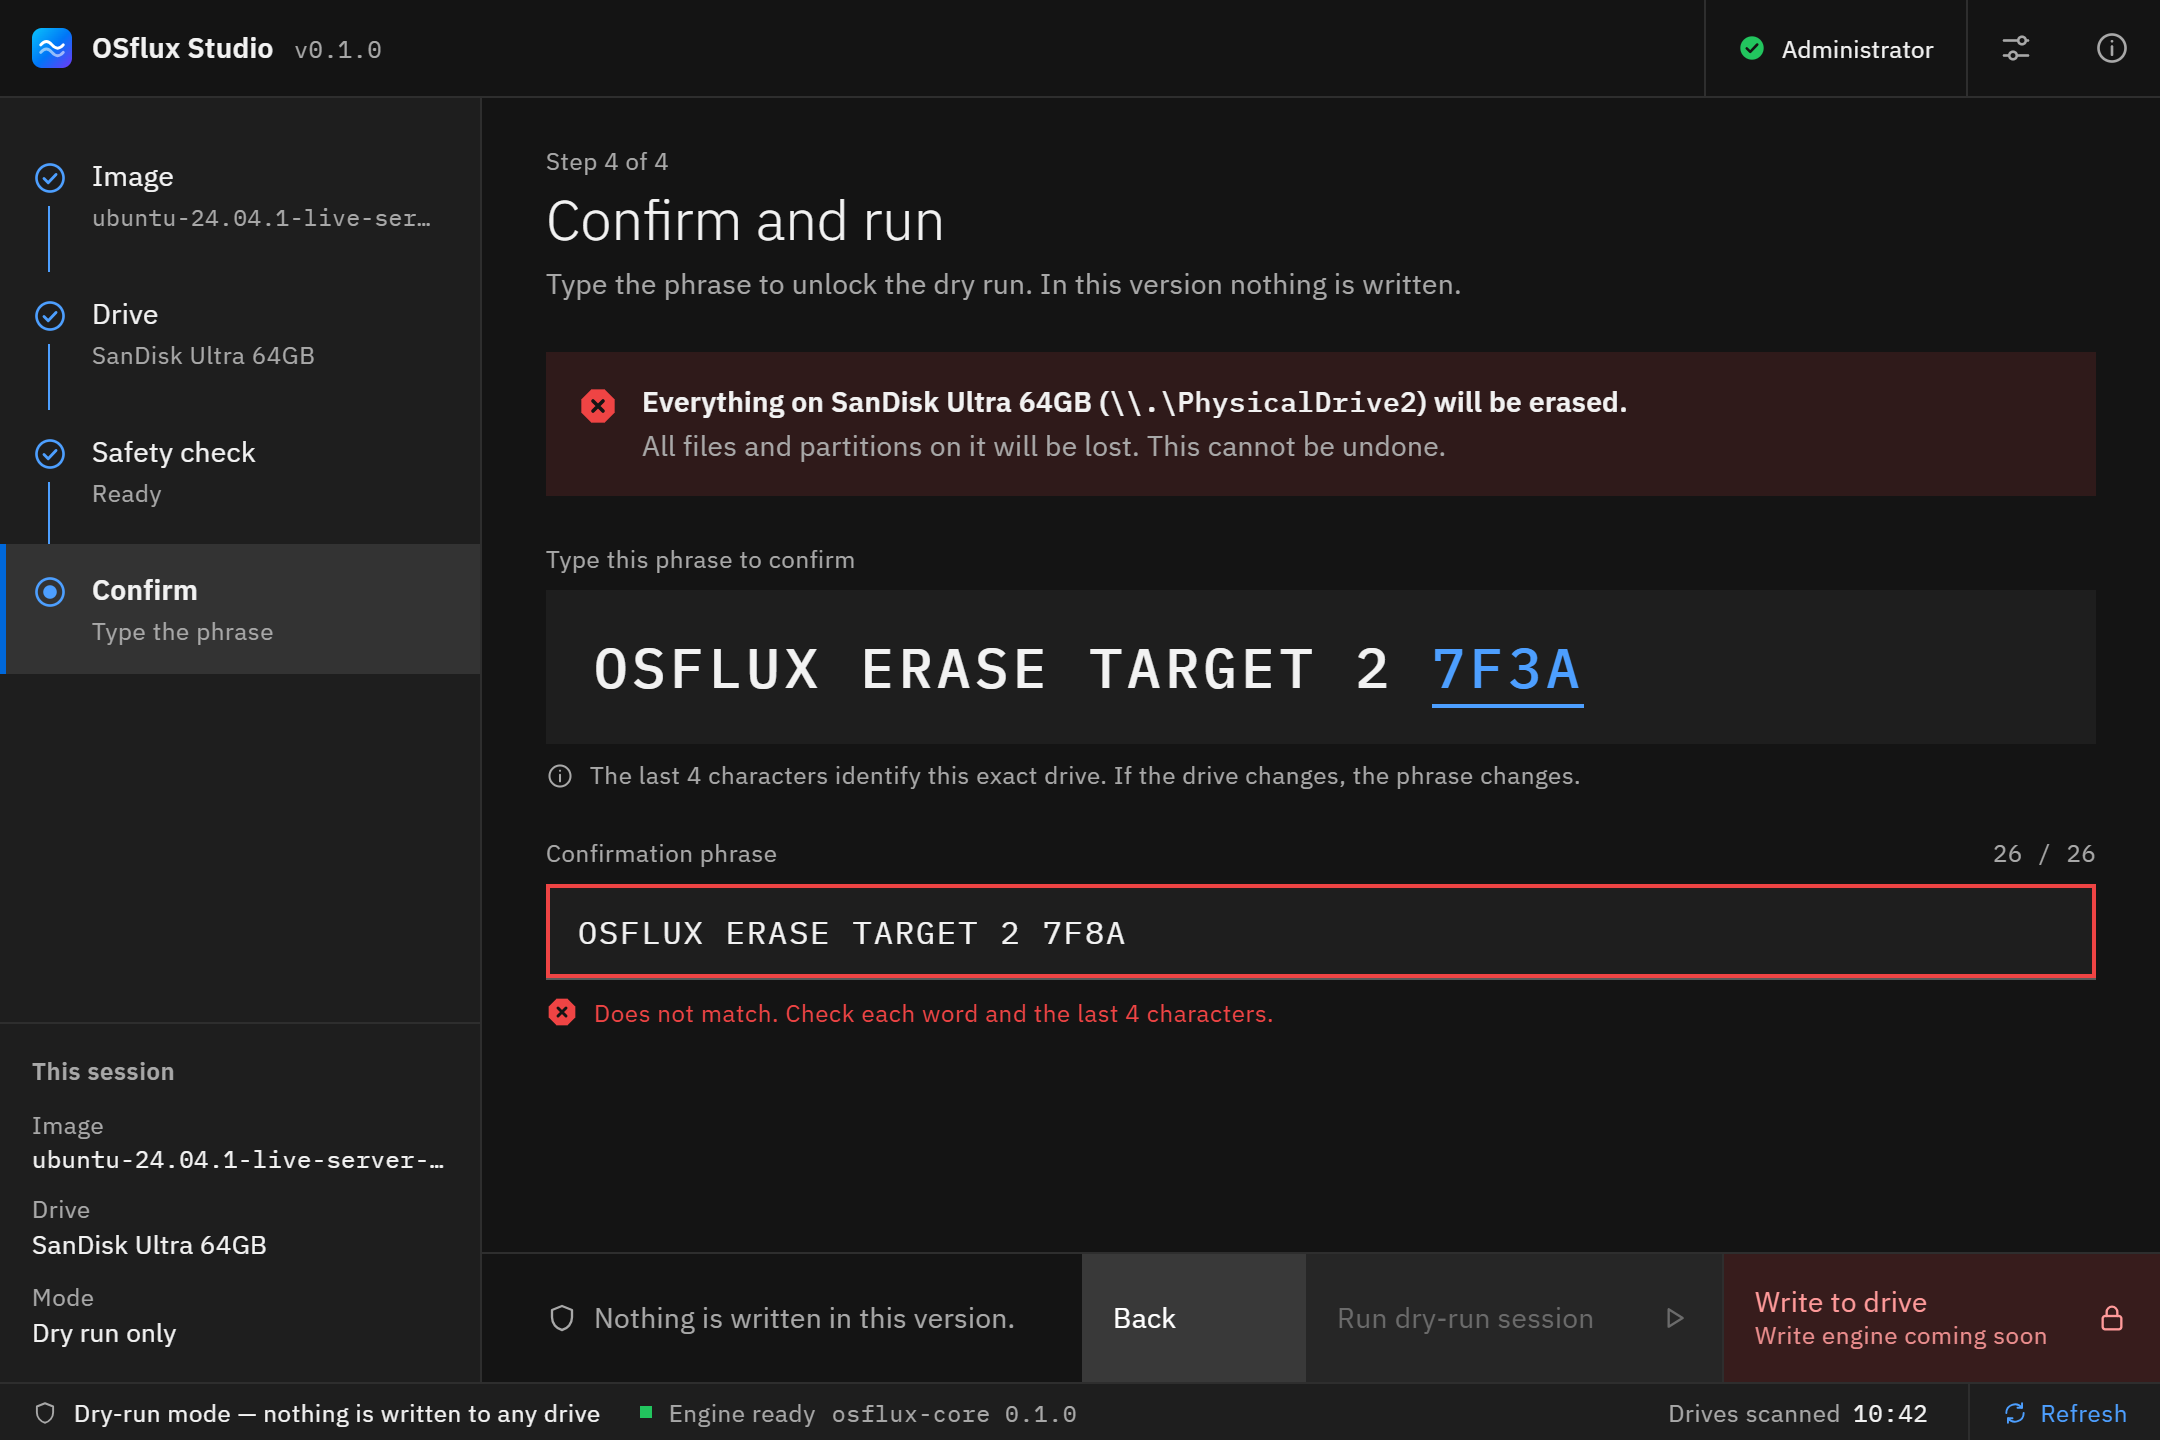 OSflux Studio v0.1.0
Administrator
Image
ubuntu-24.04.1-live-ser…
Drive
SanDisk Ultra 64GB
Safety check
Ready
Confirm
Type the phrase
This session
Image
ubuntu-24.04.1-live-server-…
Drive
SanDisk Ultra 64GB
Mode
Dry run only
Step 4 of 4
Confirm and run
Type the phrase to unlock the dry run. In this version nothing is written.
Everything on SanDisk Ultra 64GB (\\.\PhysicalDrive2) will be erased.
All files and partitions on it will be lost. This cannot be undone.
Type this phrase to confirm
OSFLUX ERASE TARGET 2 7F3A
The last 4 characters identify this exact drive. If the drive changes, the phrase changes.
Confirmation phrase 26 / 26
OSFLUX ERASE TARGET 2 7F8A
Does not match. Check each word and the last 4 characters.
Nothing is written in this version.
Back
Run dry-run session
Write to drive
Write engine coming soon
Dry-run mode — nothing is written to any drive
Engine ready osflux-core 0.1.0
Drives scanned 10:42
Refresh